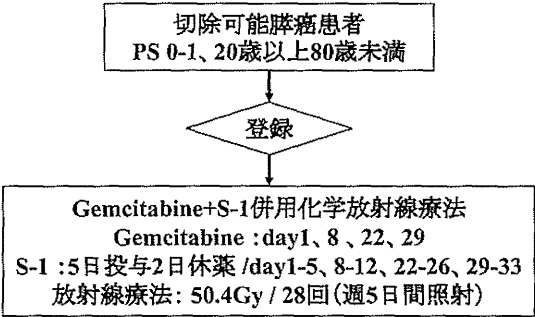 切除可能膵癌患者
PS 0-1、20歳以上80歳未満
登録
Gemcitabine+S-1併用化学放射線療法
Gemcitabine :day1、8 、22、29
S-1 :5日投与2日休薬 /day1-5、8-12、22-26、29-33
放射線療法: 50.4Gy / 28回(週5日間照射)